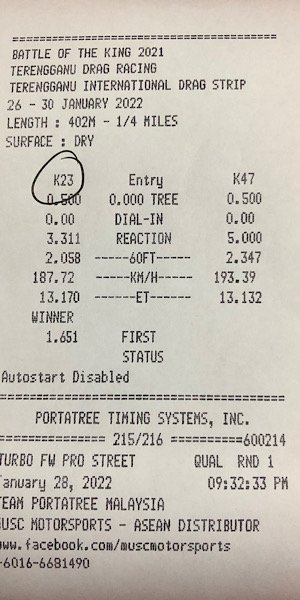 BATTLE OF THE KING 2021
TERENGGANU DRAG RACING
TERENGGANU INTERNATIONAL DRAG STRIP
26 - 30 JANUARY 2022
LENGTH : 402M - 1/4 MILES
SURFACE : DRY
K23 Entry K47
0.500 0.000 TREE 0.500
0.00 DIAL-IN 0.00
3.311 REACTION 5.000
2.058 -----60FT----- 2.347
187.72 -----KM/H----- 193.39
13.170 ------ET------ 13.132
WINNER
1.651 FIRST
STATUS
Autostart Disabled
PORTATREE TIMING SYSTEMS, INC.
=============== 215/216 ==========600214
TURBO FW PRO STREET QUAL RND 1
January 28, 2022 09:32:33 PM
TEAM PORTATREE MALAYSIA
MUSC MOTORSPORTS - ASEAN DISTRIBUTOR
www.facebook.com/muscmotorsports
-6016-6681490